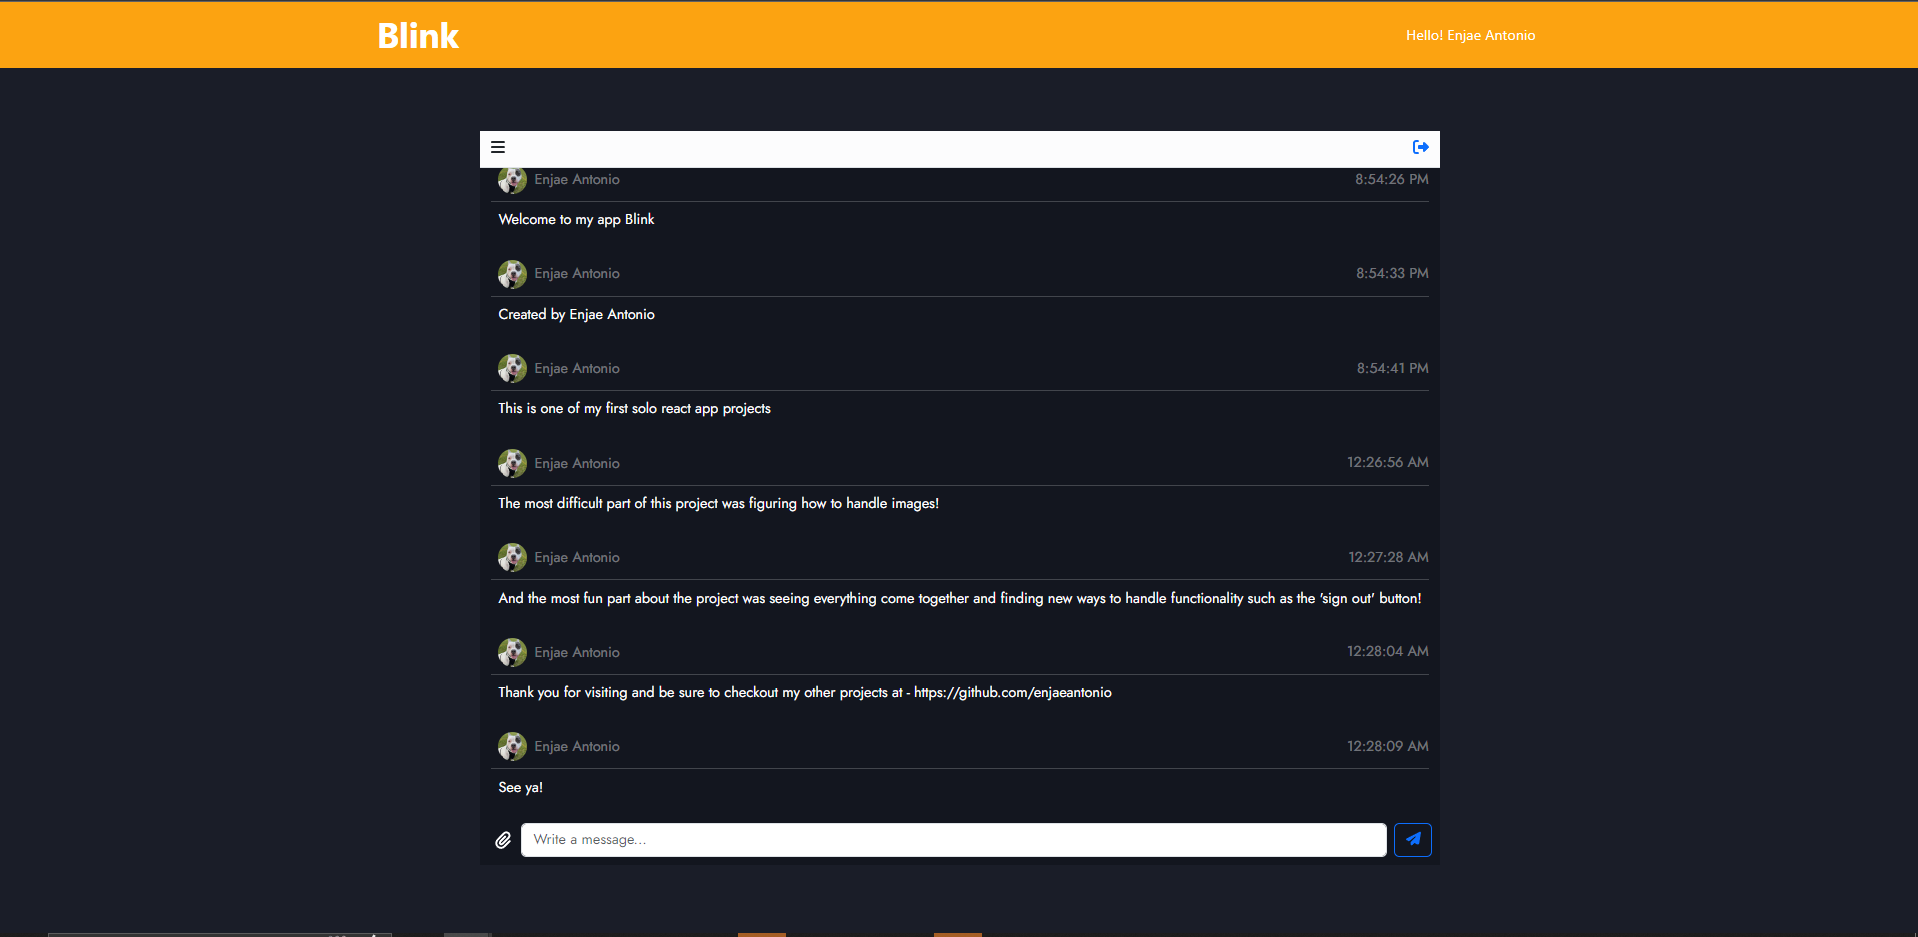 Blink
Hello! Enjae Antonio
Enjae Antonio 8:54:26 PM
Welcome to my app Blink
Enjae Antonio 8:54:33 PM
Created by Enjae Antonio
Enjae Antonio 8:54:41 PM
This is one of my first solo react app projects
Enjae Antonio 12:26:56 AM
The most difficult part of this project was figuring how to handle images!
Enjae Antonio 12:27:28 AM
And the most fun part about the project was seeing everything come together and finding new ways to handle functionality such as the 'sign out' button!
Enjae Antonio 12:28:04 AM
Thank you for visiting and be sure to checkout my other projects at - https://github.com/enjaeantonio
Enjae Antonio 12:28:09 AM
See ya!
Write a message...